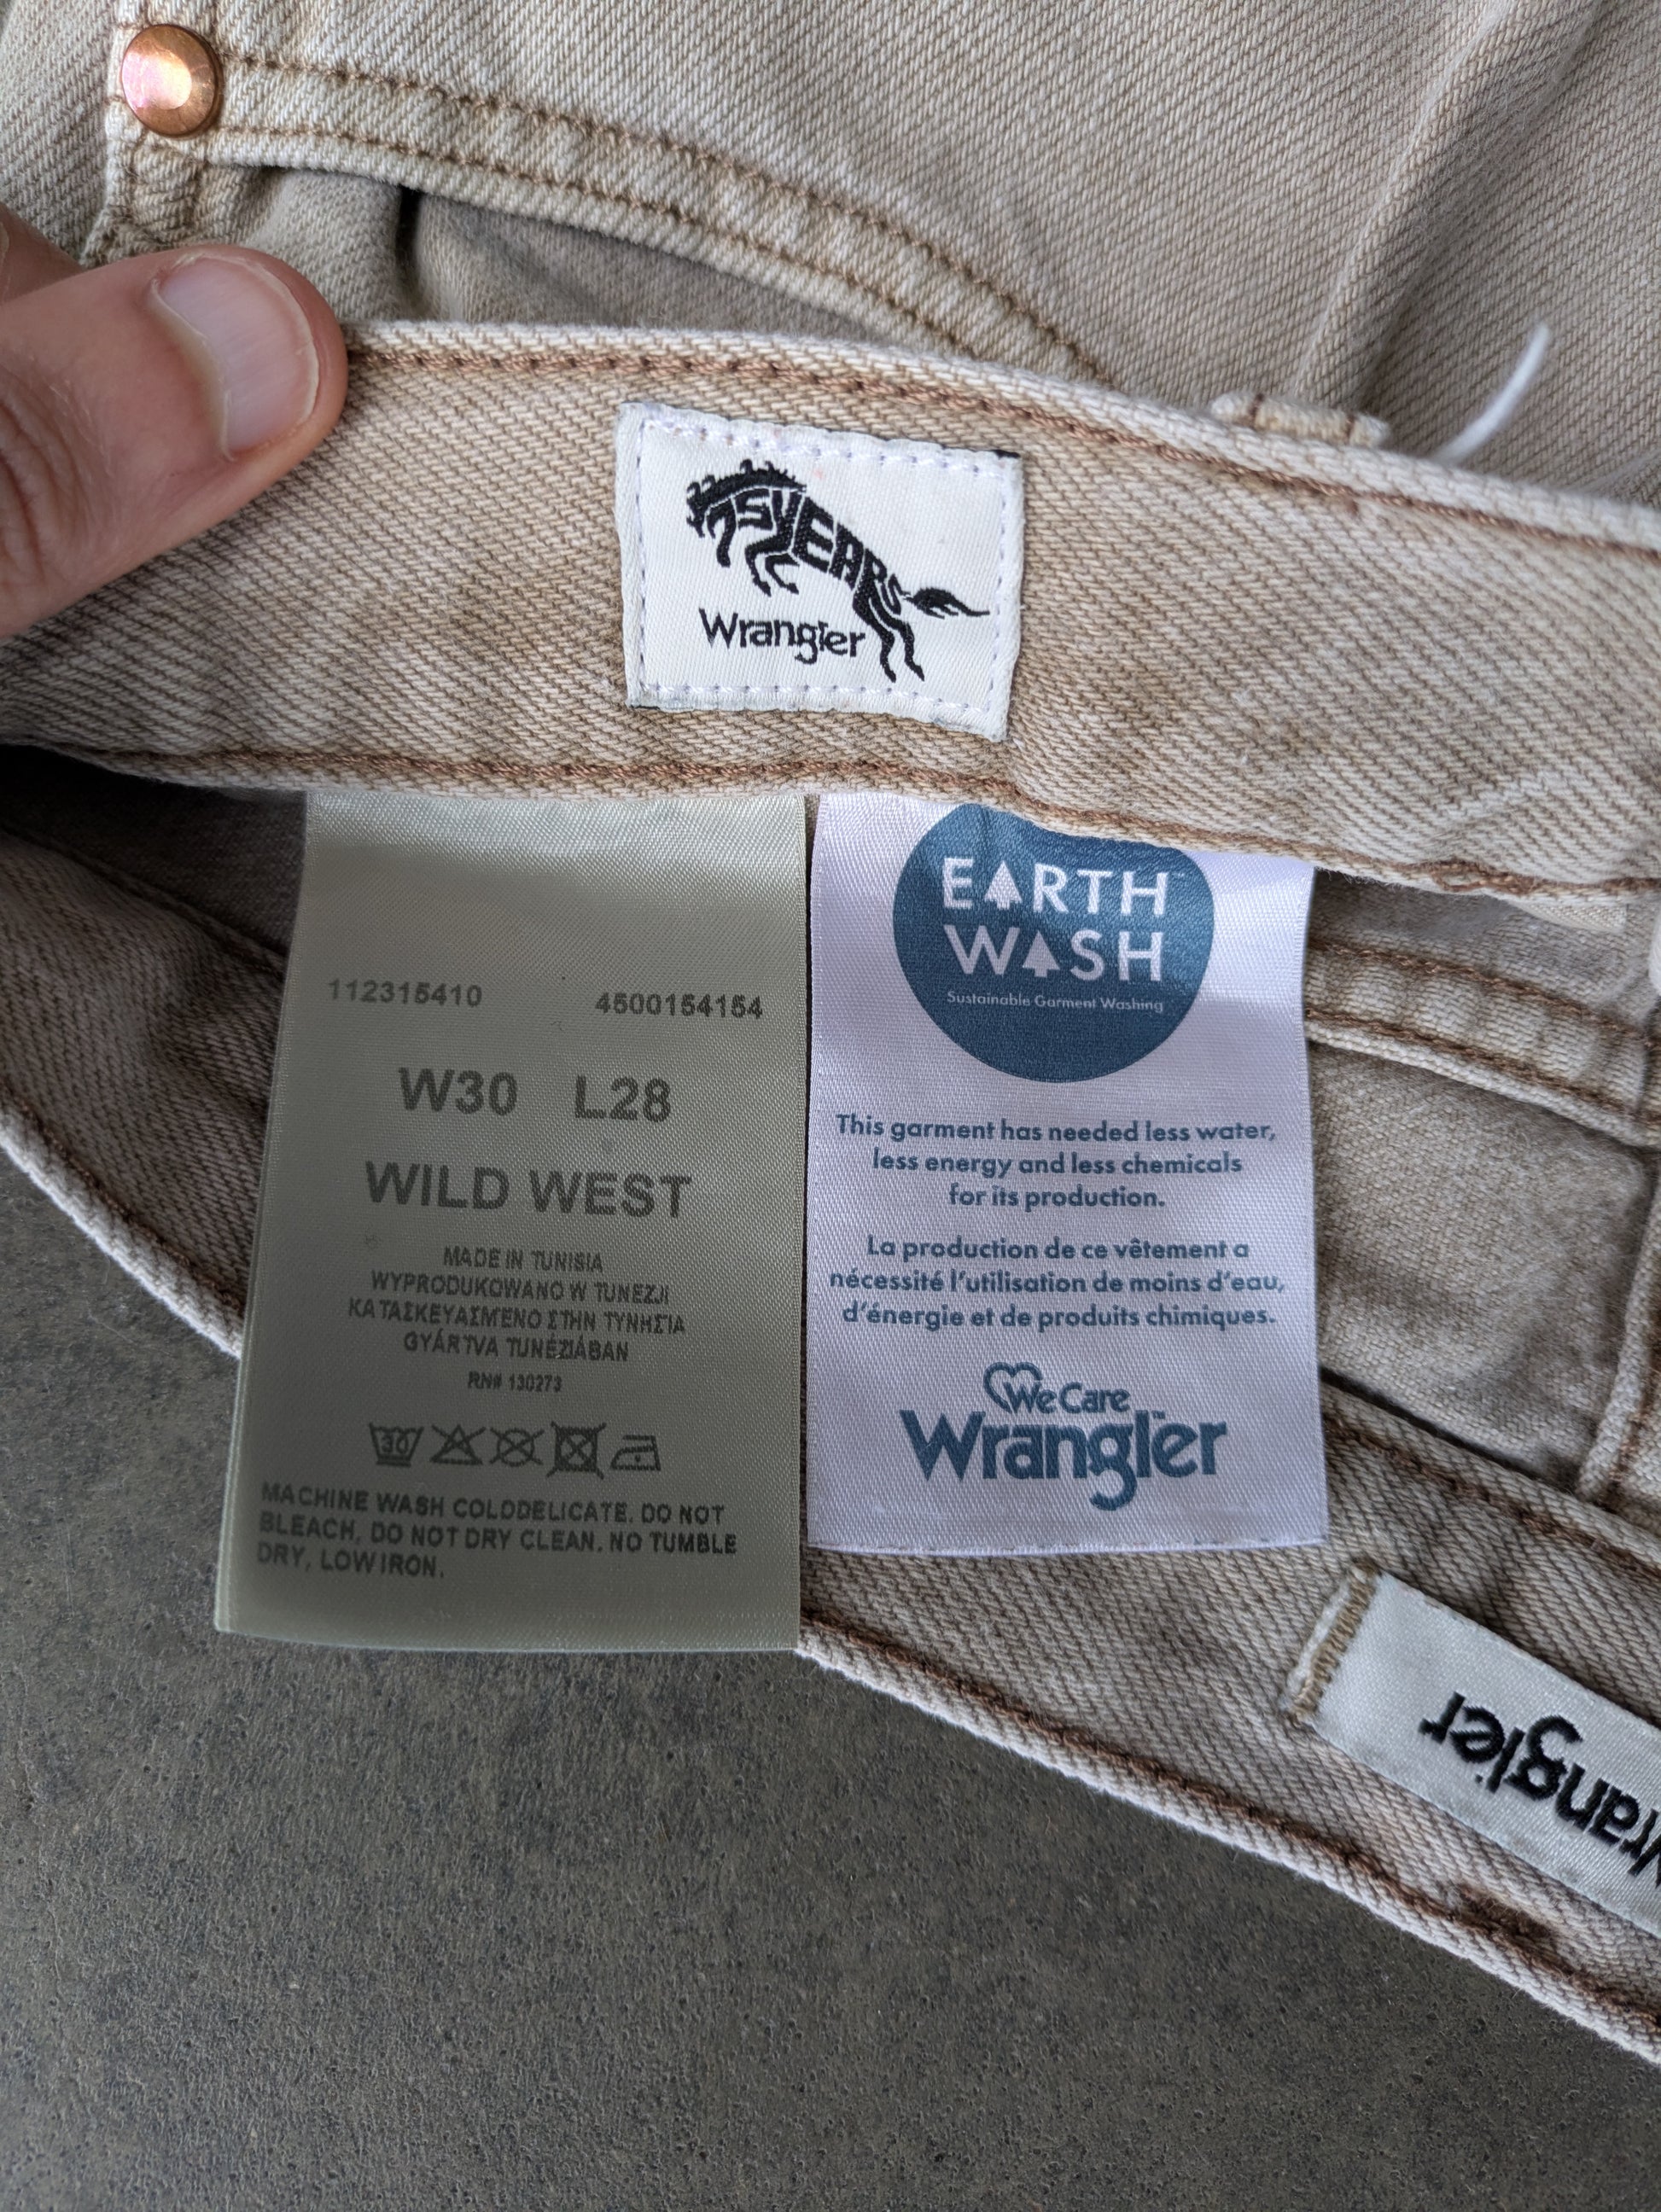 75 YEARS
Wrangler
112315410 4500154154
W30 L28
WILD WEST
MADE IN TUNISIA
WYPRODUKOWANO W TUNEZJI
ΚΑΤΑΣΚΕΥΑΣΜΕΝΟ ΣΤΗΝ ΤΥΝΗΣΙΑ
GYÁRTVA TUNÉZIÁBAN
RN# 130273
30
MACHINE WASH COLDDELICATE. DO NOT
BLEACH, DO NOT DRY CLEAN. NO TUMBLE
DRY, LOW IRON.
EARTH
WASH
Sustainable Garment Washing
This garment has needed less water,
less energy and less chemicals
for its production.
La production de ce vêtement a
nécessité l'utilisation de moins d'eau,
d'énergie et de produits chimiques.
We Care
Wrangler™
Wrangler